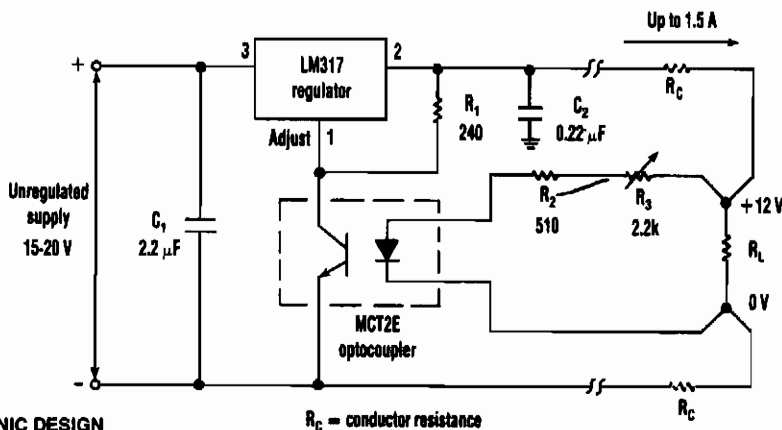 Up to 1.5 A
+
3
LM317
regulator
2
Adjust
1
R1
240
C2
0.22 µF
RC
Unregulated
supply
15-20 V
C1
2.2 µF
R2
510
R3
2.2k
+12 V
RL
0 V
MCT2E
optocoupler
-
RC
NIC DESIGN
RC = conductor resistance